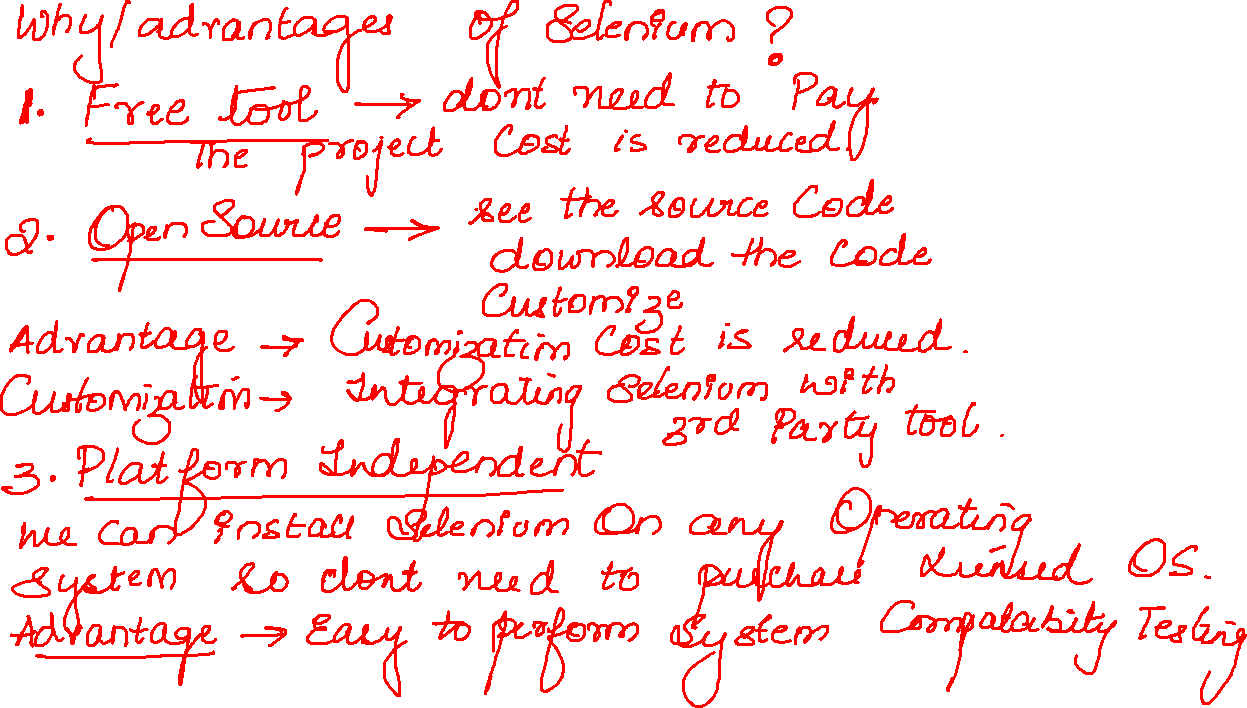 Why/advantages of Selenium?
1. Free tool → dont need to Pay
The project Cost is reduced
2. Open Source → see the source Code
download the code
Customize
Advantage → Cutomization Cost is reduced.
Customization → Integrating Selenium with
3rd Party tool.
3. Platform Independent
we can install Selenium On any Operating
System so dont need to purchase Licensed OS.
Advantage → Easy to perform System Compatability Testing